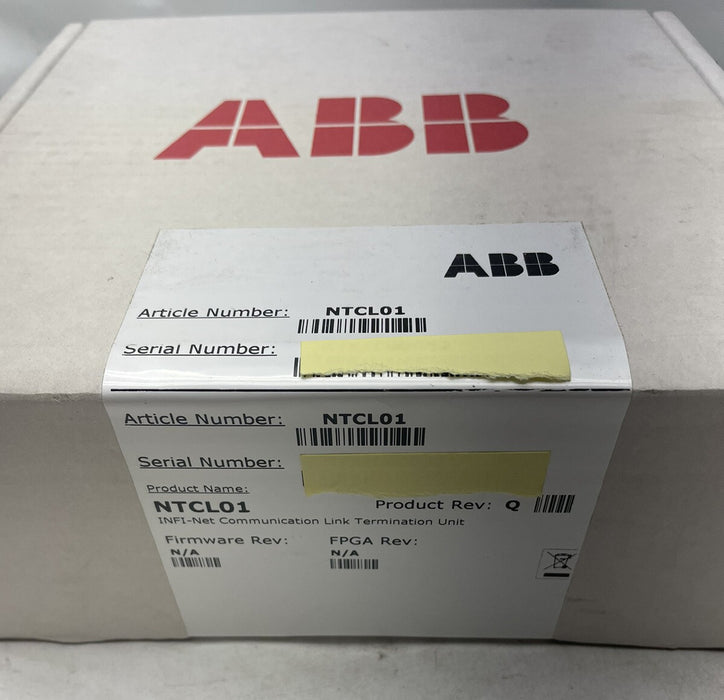 ABB
ABB
Article Number: NTCL01
Serial Number:
Article Number: NTCL01
Serial Number:
Product Name:
NTCL01 Product Rev: Q
INFI-Net Communication Link Termination Unit
Firmware Rev: FPGA Rev:
N/A N/A